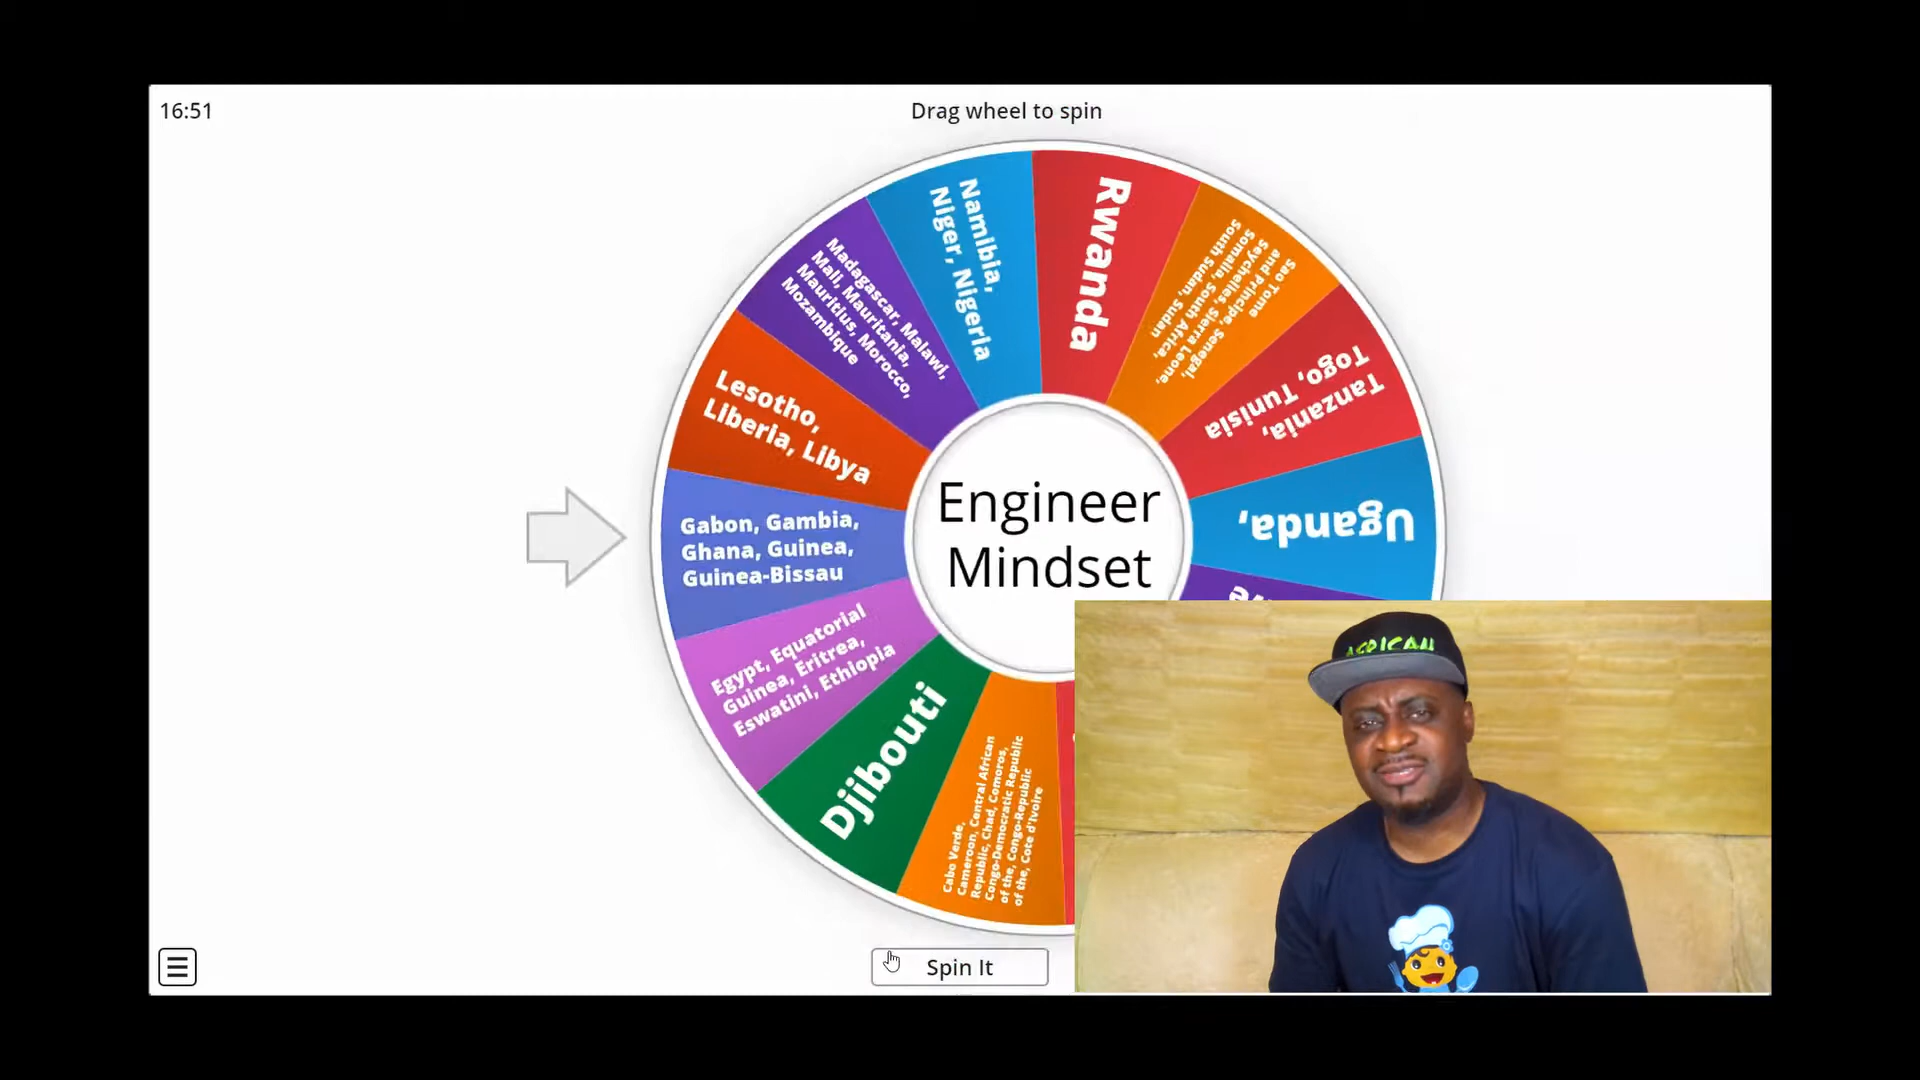 16:51
Drag wheel to spin
Namibia,
Niger, Nigeria
Rwanda
Sao Tome
and Principe, Senegal,
Seychelles, Sierra Leone,
Somalia, South Africa,
South Sudan, Sudan
Tanzania,
Togo, Tunisia
Uganda,
Madagascar, Malawi,
Mali, Mauritania,
Mauritius, Morocco,
Mozambique
Lesotho,
Liberia, Libya
Gabon, Gambia,
Ghana, Guinea,
Guinea-Bissau
Egypt, Equatorial
Guinea, Eritrea,
Eswatini, Ethiopia
Djibouti
Cabo Verde,
Cameroon, Central African
Republic, Chad, Comoros,
Congo-Democratic Republic
of the, Congo-Republic
of the, Cote d'Ivoire
Engineer
Mindset
AFRICAN
Spin It